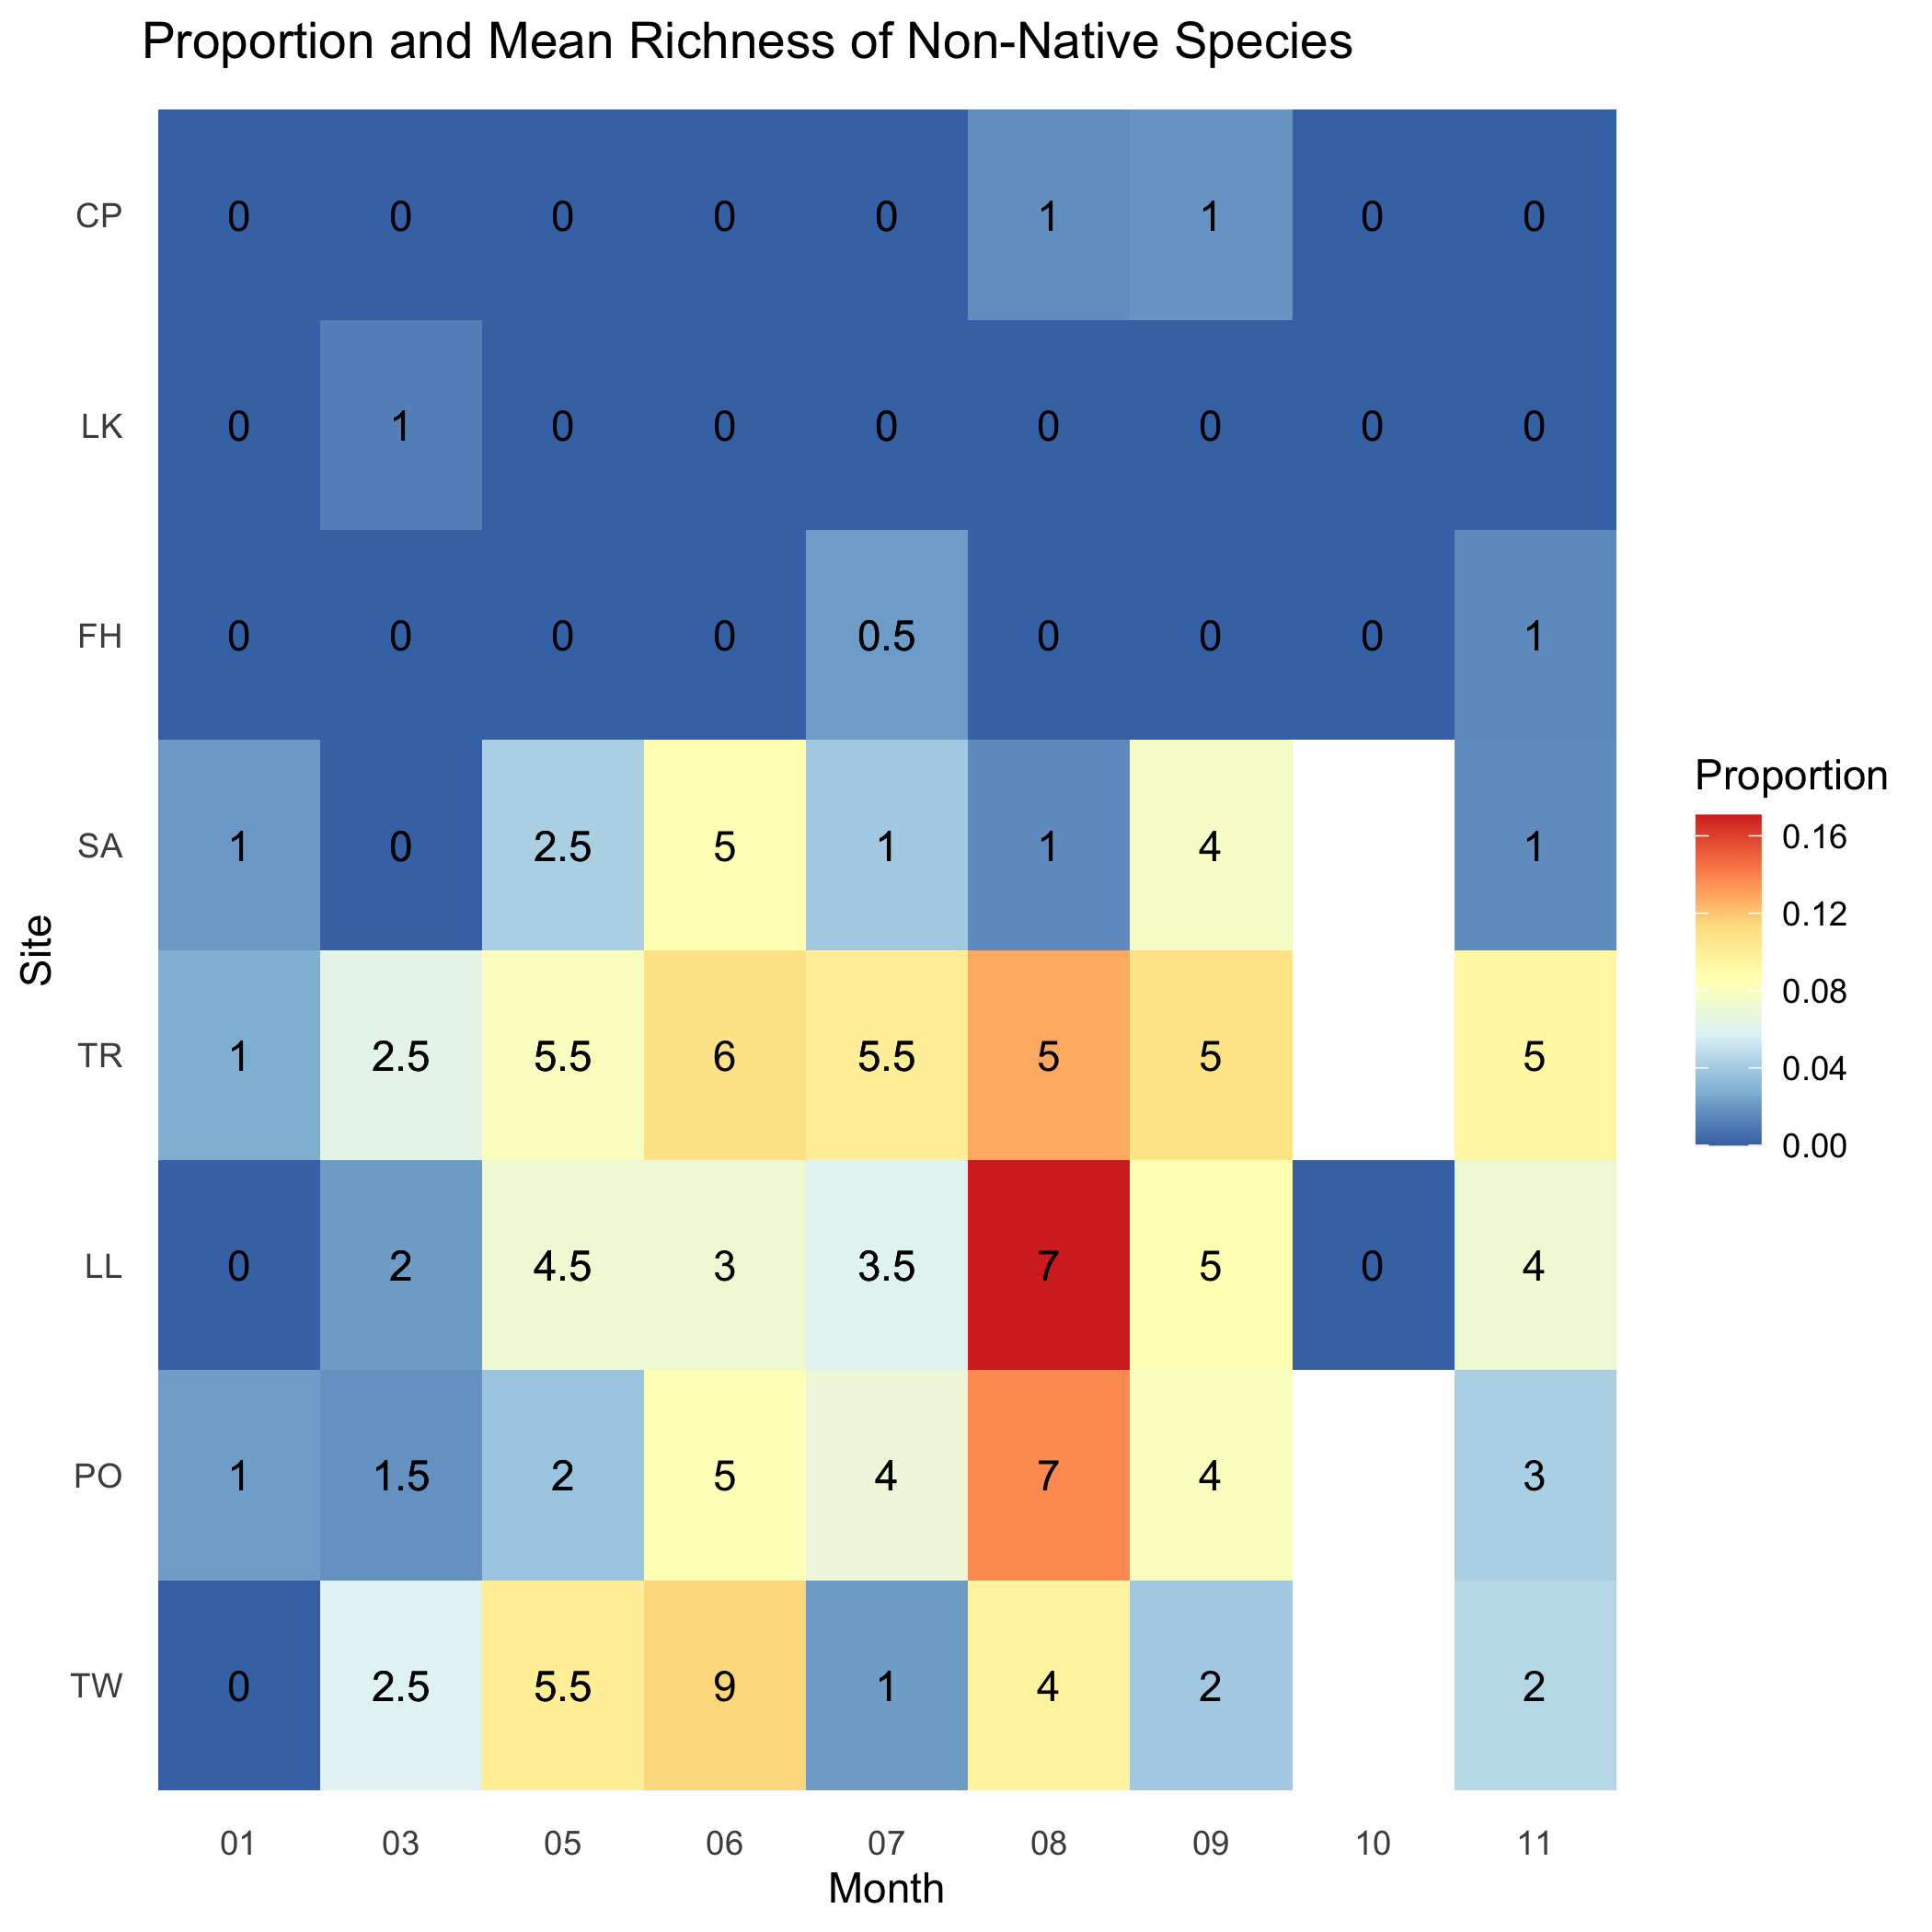 Proportion and Mean Richness of Non-Native Species
CP 0 0 0 0 0 1 1 0 0
LK 0 1 0 0 0 0 0 0 0
FH 0 0 0 0 0.5 0 0 0 1
SA 1 0 2.5 5 1 1 4 1
TR 1 2.5 5.5 6 5.5 5 5 5
LL 0 2 4.5 3 3.5 7 5 0 4
PO 1 1.5 2 5 4 7 4 3
TW 0 2.5 5.5 9 1 4 2 2
01 03 05 06 07 08 09 10 11
Month
Site
Proportion
0.16
0.12
0.08
0.04
0.00